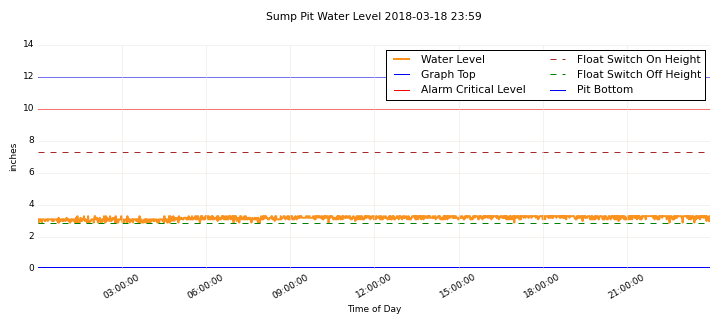 Sump Pit Water Level 2018-03-18 23:59
14
12
10
8
6
4
2
0
inches
Water Level
Graph Top
Alarm Critical Level
Float Switch On Height
Float Switch Off Height
Pit Bottom
03:00:00
06:00:00
09:00:00
12:00:00
15:00:00
18:00:00
21:00:00
Time of Day